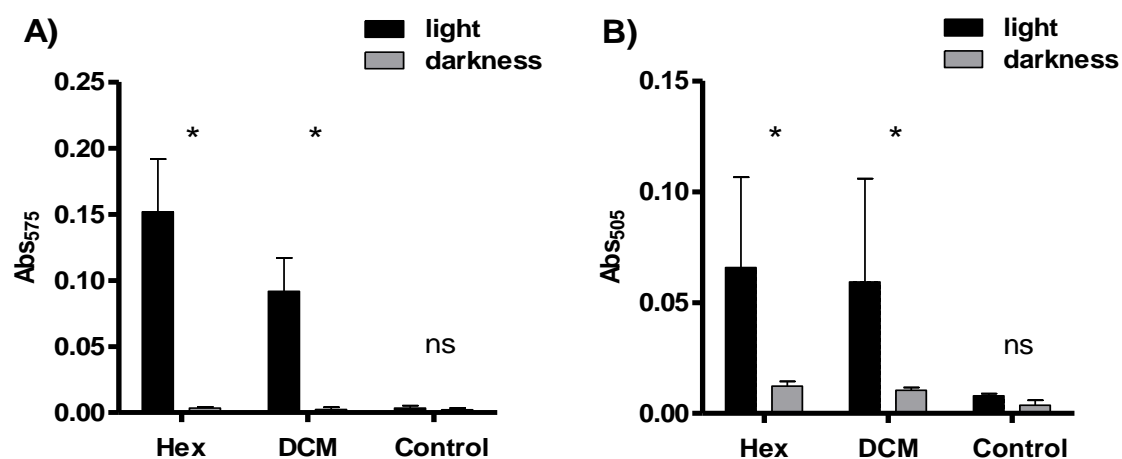 A)
light
darkness
0.25
0.20
0.15
0.10
0.05
0.00
Abs575
*
*
ns
Hex DCM Control
B)
light
darkness
0.15
0.10
0.05
0.00
Abs505
*
*
ns
Hex DCM Control